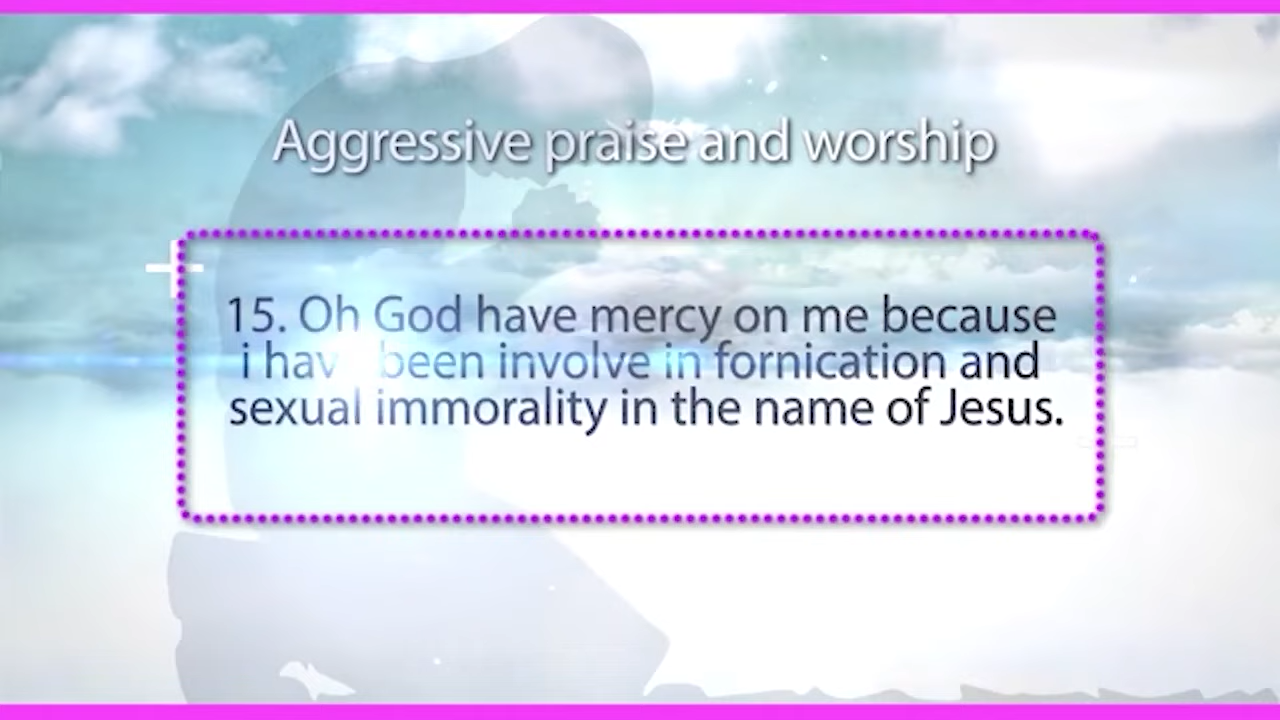 Aggressive praise and worship
15. Oh God have mercy on me because
i have been involve in fornication and
sexual immorality in the name of Jesus.